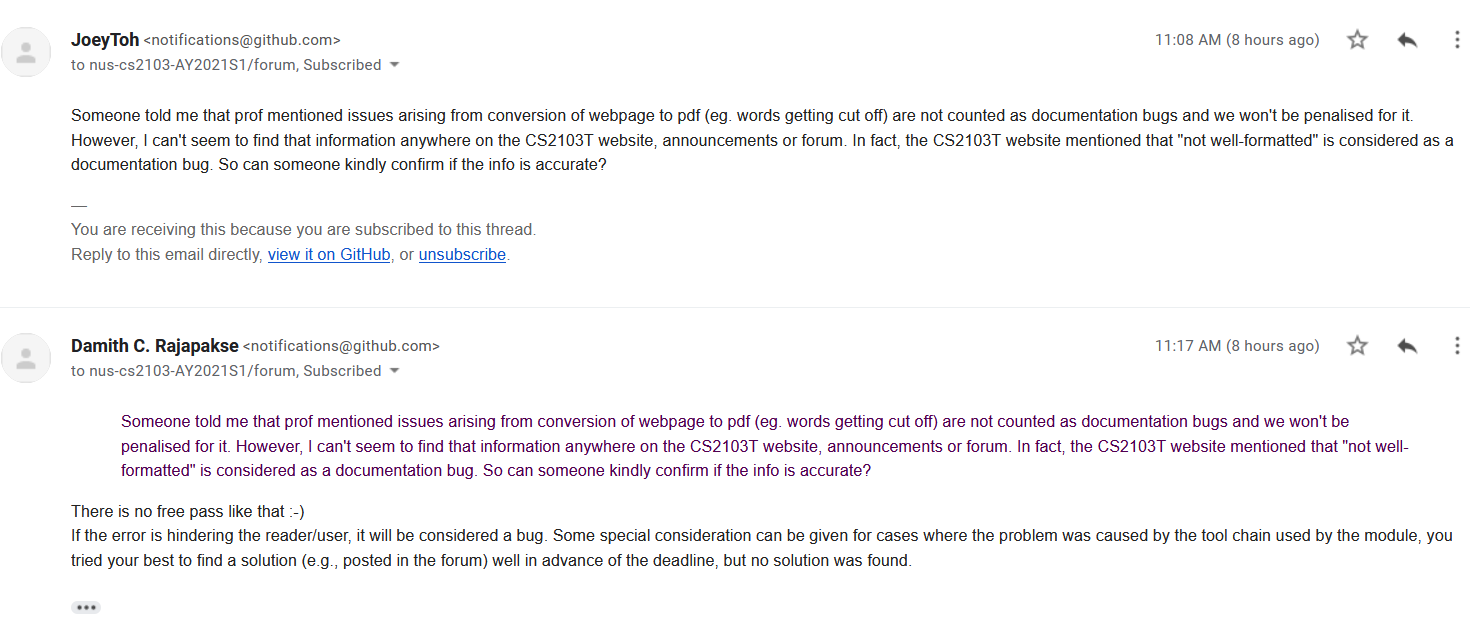 JoeyToh <notifications@github.com>
11:08 AM (8 hours ago)
to nus-cs2103-AY2021S1/forum, Subscribed
Someone told me that prof mentioned issues arising from conversion of webpage to pdf (eg. words getting cut off) are not counted as documentation bugs and we won't be penalised for it.
However, I can't seem to find that information anywhere on the CS2103T website, announcements or forum. In fact, the CS2103T website mentioned that "not well-formatted" is considered as a
documentation bug. So can someone kindly confirm if the info is accurate?
—
You are receiving this because you are subscribed to this thread.
Reply to this email directly, view it on GitHub, or unsubscribe.
Damith C. Rajapakse <notifications@github.com>
11:17 AM (8 hours ago)
to nus-cs2103-AY2021S1/forum, Subscribed
Someone told me that prof mentioned issues arising from conversion of webpage to pdf (eg. words getting cut off) are not counted as documentation bugs and we won't be
penalised for it. However, I can't seem to find that information anywhere on the CS2103T website, announcements or forum. In fact, the CS2103T website mentioned that "not well-
formatted" is considered as a documentation bug. So can someone kindly confirm if the info is accurate?
There is no free pass like that :-)
If the error is hindering the reader/user, it will be considered a bug. Some special consideration can be given for cases where the problem was caused by the tool chain used by the module, you
tried your best to find a solution (e.g., posted in the forum) well in advance of the deadline, but no solution was found.